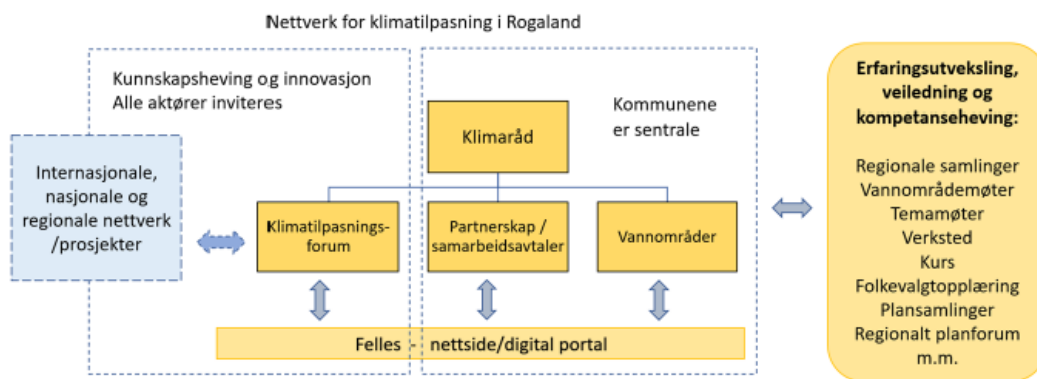 Nettverk for klimatilpasning i Rogaland
Kunnskapsheving og innovasjon
Alle aktører inviteres
Kommunene
er sentrale
Klimaråd
Internasjonale,
nasjonale og
regionale nettverk
/prosjekter
Klimatilpasnings-
forum
Partnerskap /
samarbeidsavtaler
Vannområder
Felles - nettside/digital portal
Erfaringsutveksling,
veiledning og
kompetanseheving:
Regionale samlinger
Vannområdemøter
Temamøter
Verksted
Kurs
Folkevalgtopplæring
Plansamlinger
Regionalt planforum
m.m.